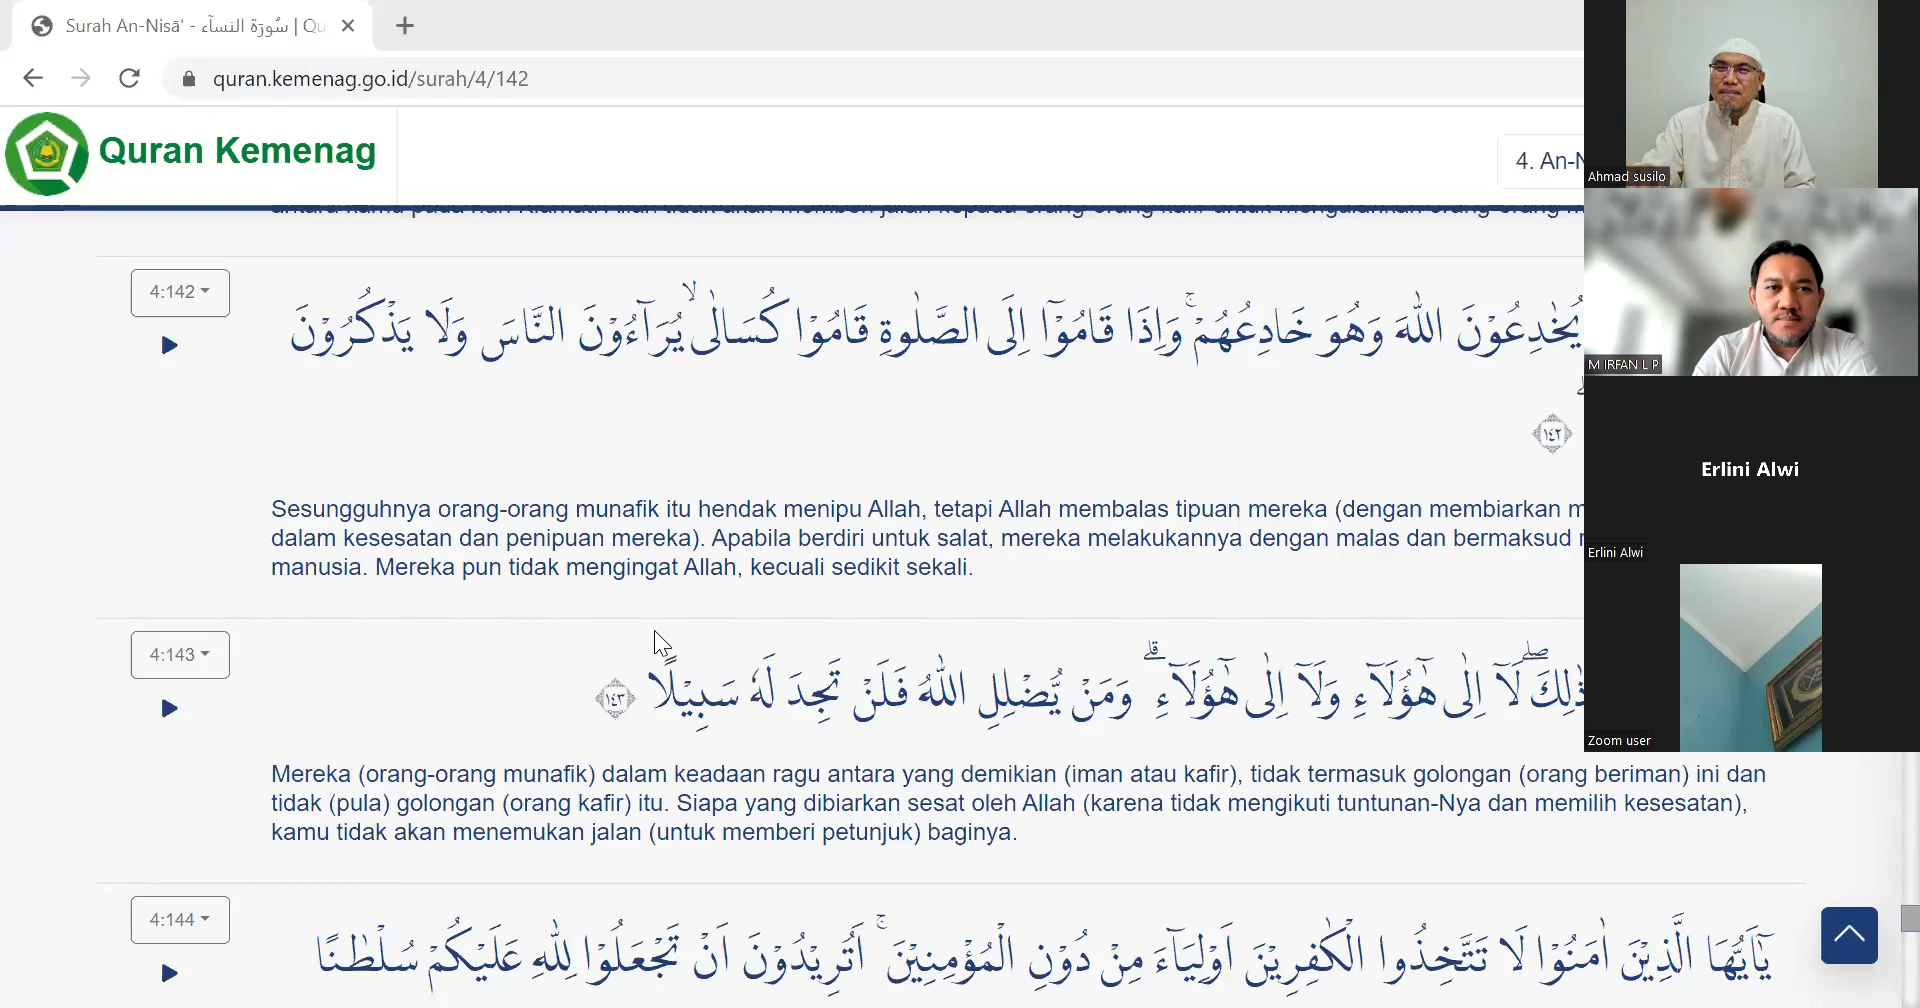 Surah An-Nisā' - سُورَة النسآء | Qu
quran.kemenag.go.id/surah/4/142
Quran Kemenag
4. An-N
4:142
يُخٰدِعُوْنَ اللّٰهَ وَهُوَ خَادِعُهُمْۚ وَاِذَا قَامُوْٓا اِلَى الصَّلٰوةِ قَامُوْا كُسَالٰىۙ يُرَاۤءُوْنَ النَّاسَ وَلَا يَذْكُرُوْنَ
١٤٢
Sesungguhnya orang-orang munafik itu hendak menipu Allah, tetapi Allah membalas tipuan mereka (dengan membiarkan m
dalam kesesatan dan penipuan mereka). Apabila berdiri untuk salat, mereka melakukannya dengan malas dan bermaksud
manusia. Mereka pun tidak mengingat Allah, kecuali sedikit sekali.
4:143
ذٰلِكَۖ لَآ اِلٰى هٰٓؤُلَاۤءِ وَلَآ اِلٰى هٰٓؤُلَاۤءِۗ وَمَنْ يُّضْلِلِ اللّٰهُ فَلَنْ تَجِدَ لَهٗ سَبِيْلًا ١٤٣
Mereka (orang-orang munafik) dalam keadaan ragu antara yang demikian (iman atau kafir), tidak termasuk golongan (orang beriman) ini dan
tidak (pula) golongan (orang kafir) itu. Siapa yang dibiarkan sesat oleh Allah (karena tidak mengikuti tuntunan-Nya dan memilih kesesatan),
kamu tidak akan menemukan jalan (untuk memberi petunjuk) baginya.
4:144
يٰٓاَيُّهَا الَّذِيْنَ اٰمَنُوْا لَا تَتَّخِذُوا الْكٰفِرِيْنَ اَوْلِيَاۤءَ مِنْ دُوْنِ الْمُؤْمِنِيْنَۚ اَتُرِيْدُوْنَ اَنْ تَجْعَلُوْا لِلّٰهِ عَلَيْكُمْ سُلْطٰنًا
Ahmad susilo
M IRFAN L P
Erlini Alwi
Erlini Alwi
Zoom user